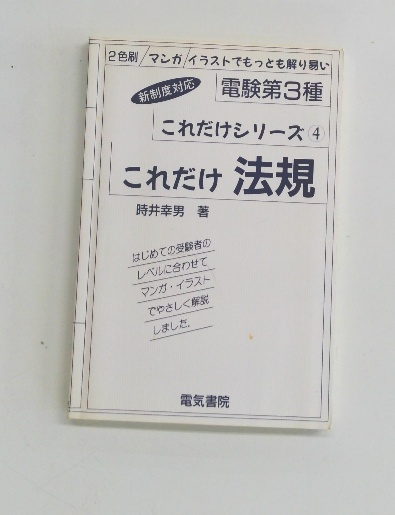 2色刷/マンガ/イラストでもっとも解り易い
新制度対応
電験第3種
これだけシリーズ④
これだけ 法規
時井幸男 著
はじめての受験者の
レベルに合わせて
マンガ・イラスト
でやさしく解説
しました.
電気書院